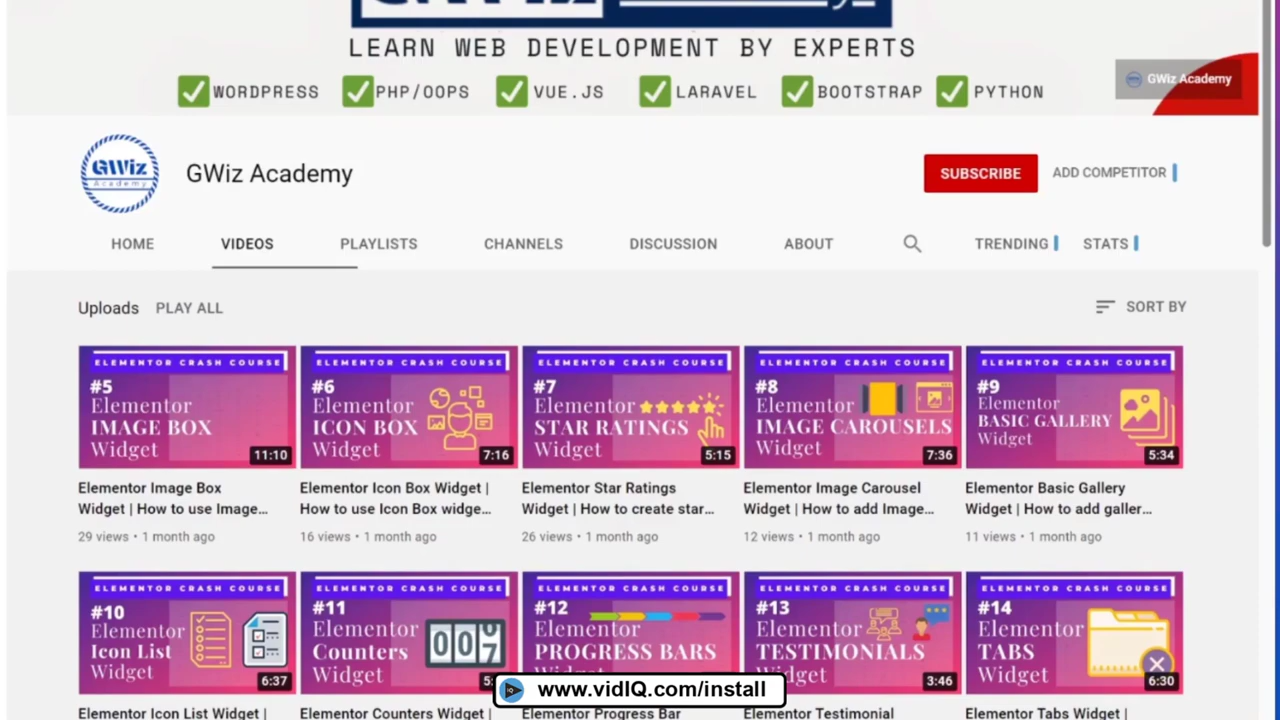 LEARN WEB DEVELOPMENT BY EXPERTS
WORDPRESS PHP/OOPS VUE.JS LARAVEL BOOTSTRAP PYTHON
GWiz Academy
GWiz Academy
GWiz Academy
SUBSCRIBE
ADD COMPETITOR
HOME VIDEOS PLAYLISTS CHANNELS DISCUSSION ABOUT TRENDING STATS
Uploads PLAY ALL SORT BY
ELEMENTOR CRASH COURSE
#5
Elementor
IMAGE BOX
Widget
11:10
ELEMENTOR CRASH COURSE
#6
Elementor
ICON BOX
Widget
7:16
ELEMENTOR CRASH COURSE
#7
Elementor
STAR RATINGS
Widget
5:15
ELEMENTOR CRASH COURSE
#8
Elementor
IMAGE CAROUSELS
Widget
7:36
ELEMENTOR CRASH COURSE
#9
Elementor
BASIC GALLERY
Widget
5:34
Elementor Image Box
Widget | How to use Image...
29 views • 1 month ago
Elementor Icon Box Widget |
How to use Icon Box widge...
16 views • 1 month ago
Elementor Star Ratings
Widget | How to create star...
26 views • 1 month ago
Elementor Image Carousel
Widget | How to add Image...
12 views • 1 month ago
Elementor Basic Gallery
Widget | How to add galler...
11 views • 1 month ago
ELEMENTOR CRASH COURSE
#10
Elementor
Icon List
Widget
6:37
ELEMENTOR CRASH COURSE
#11
Elementor
Counters
Widget
007
ELEMENTOR CRASH COURSE
#12
Elementor
PROGRESS BARS
ELEMENTOR CRASH COURSE
#13
Elementor
TESTIMONIALS
Widget
3:46
ELEMENTOR CRASH COURSE
#14
Elementor
TABS
Widget
6:30
iQ www.vidIQ.com/install
Elementor Icon List Widget |
Elementor Counters Widget |
Elementor Progress Bar
Elementor Testimonial
Elementor Tabs Widget |